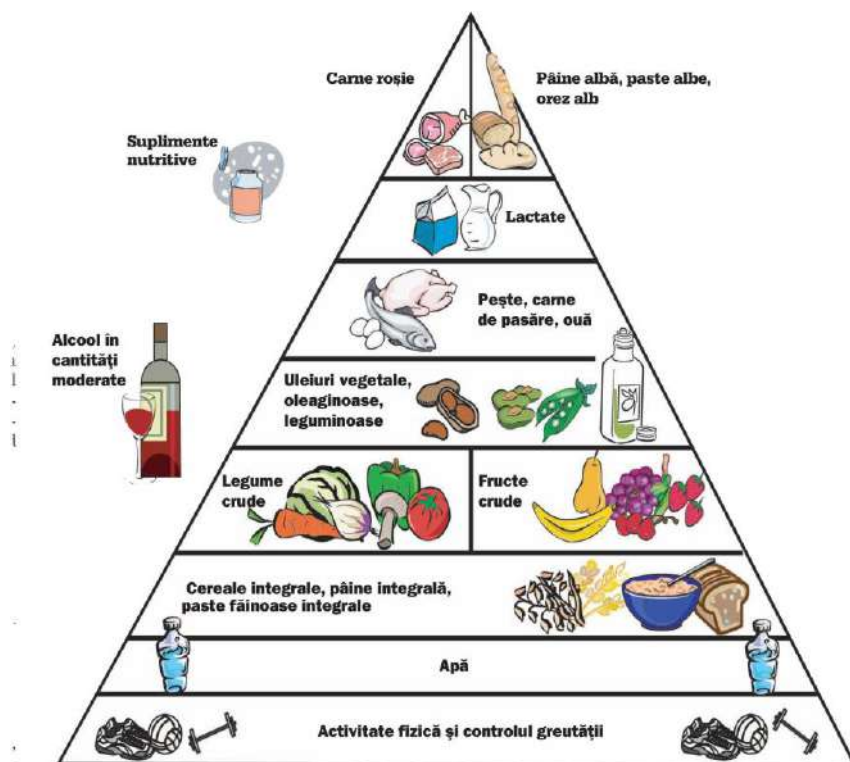 Carne roșie
Pâine albă, paste albe,
orez alb
Suplimente
nutritive
Lactate
Pește, carne
de pasăre, ouă
Alcool în
cantități
moderate
Uleiuri vegetale,
oleaginoase,
leguminoase
Legume
crude
Fructe
crude
Cereale integrale, pâine integrală,
paste făinoase integrale
Apă
Activitate fizică și controlul greutății